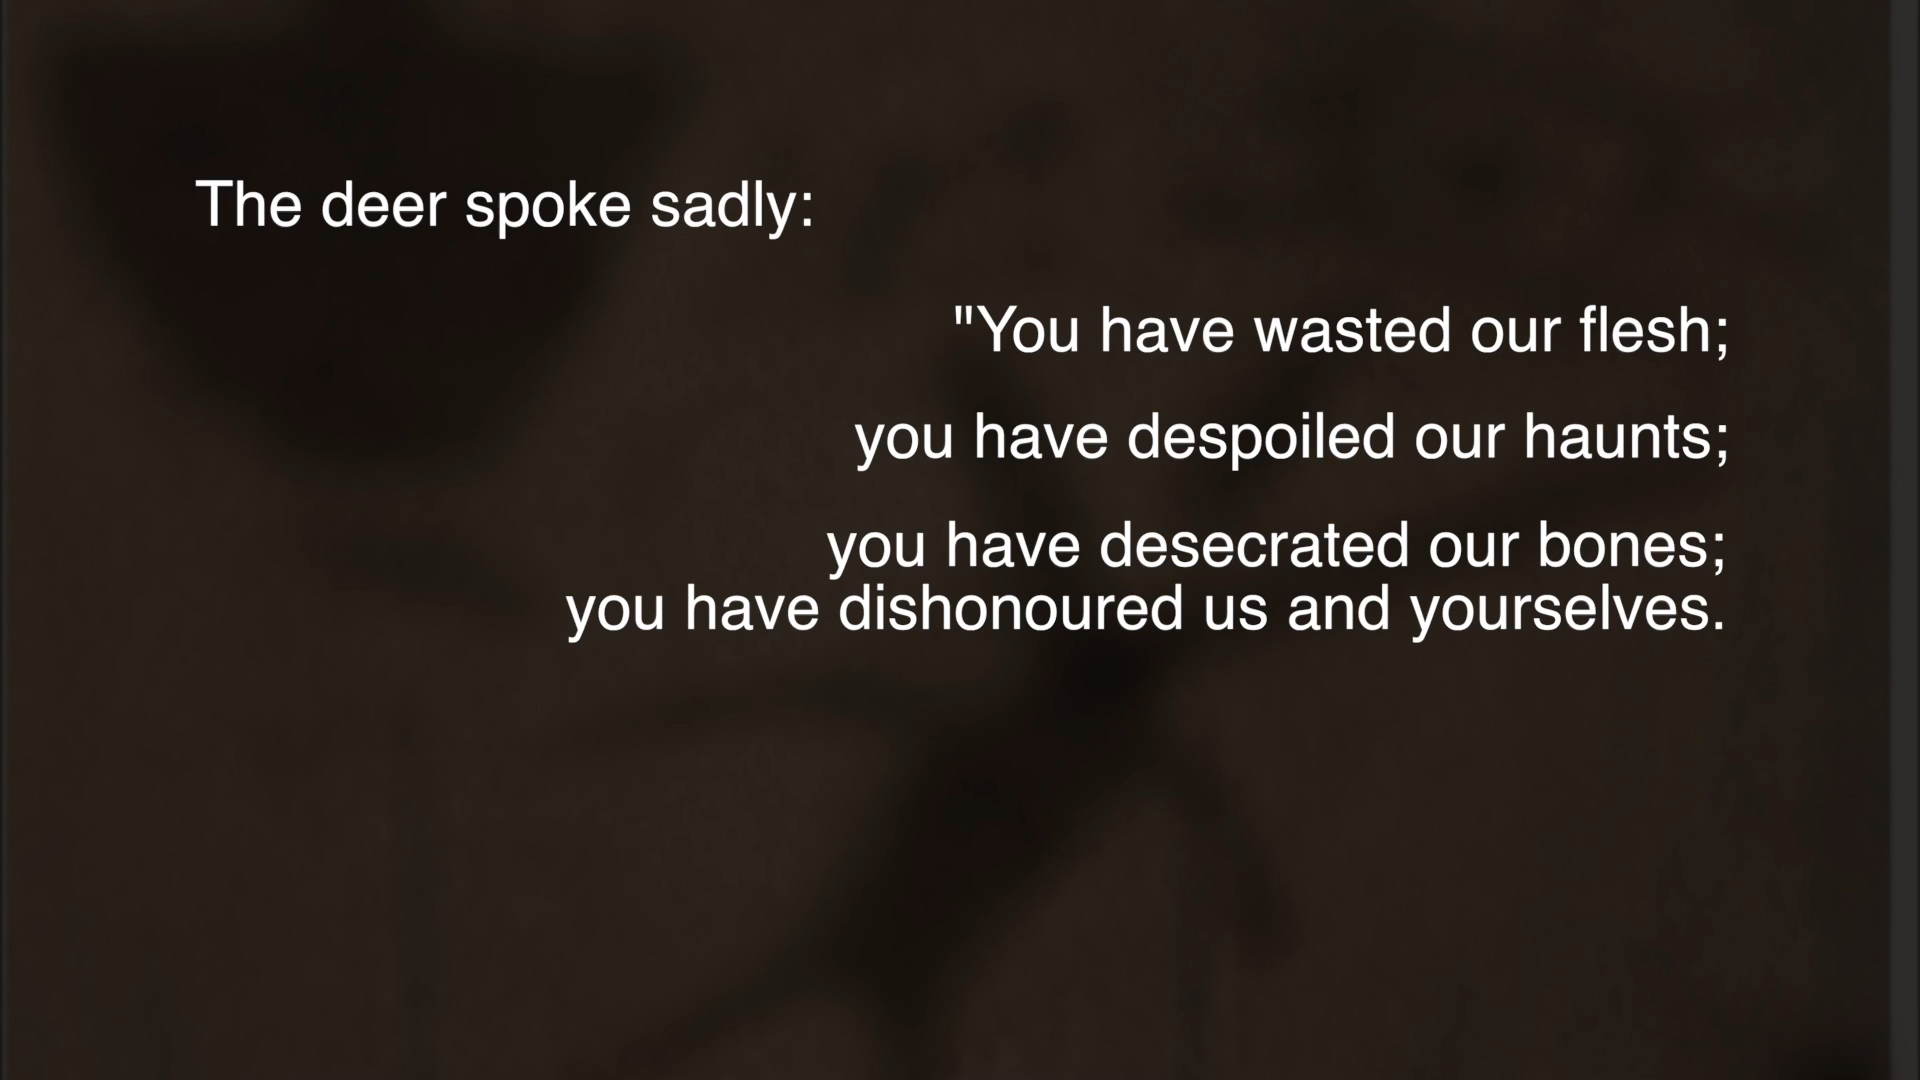 The deer spoke sadly:
"You have wasted our flesh;
you have despoiled our haunts;
you have desecrated our bones;
you have dishonoured us and yourselves.